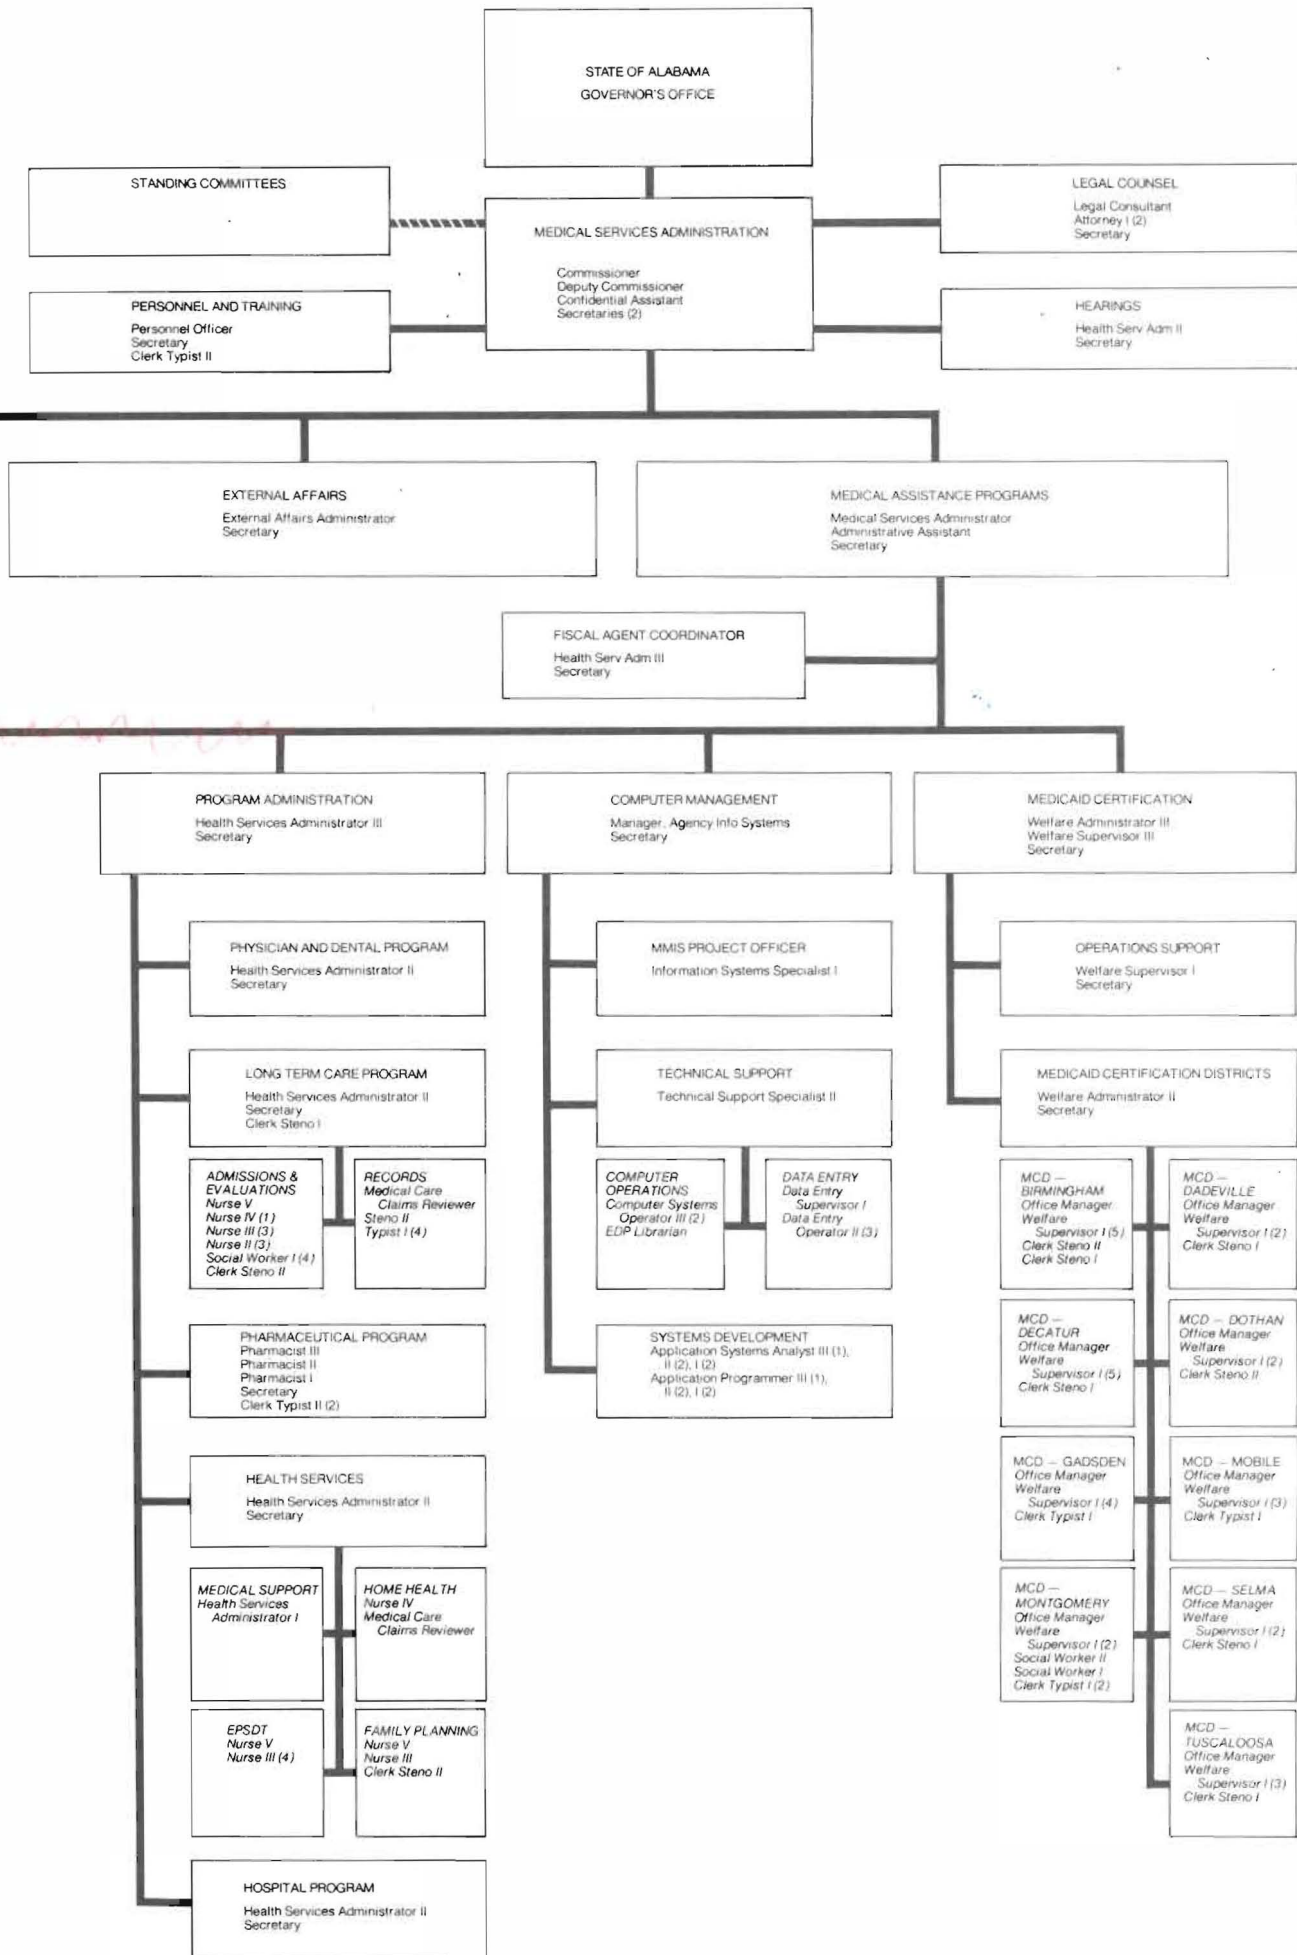 STATE OF ALABAMA
GOVERNOR'S OFFICE
STANDING COMMITTEES
MEDICAL SERVICES ADMINISTRATION
Commissioner
Deputy Commissioner
Confidential Assistant
Secretaries (2)
LEGAL COUNSEL
Legal Consultant
Attorney I (2)
Secretary
PERSONNEL AND TRAINING
Personnel Officer
Secretary
Clerk Typist II
HEARINGS
Health Serv Adm II
Secretary
EXTERNAL AFFAIRS
External Affairs Administrator
Secretary
MEDICAL ASSISTANCE PROGRAMS
Medical Services Administrator
Administrative Assistant
Secretary
FISCAL AGENT COORDINATOR
Health Serv Adm III
Secretary
PROGRAM ADMINISTRATION
Health Services Administrator III
Secretary
COMPUTER MANAGEMENT
Manager, Agency Info Systems
Secretary
MEDICAID CERTIFICATION
Welfare Administrator III
Welfare Supervisor III
Secretary
PHYSICIAN AND DENTAL PROGRAM
Health Services Administrator II
Secretary
MMIS PROJECT OFFICER
Information Systems Specialist I
OPERATIONS SUPPORT
Welfare Supervisor I
Secretary
LONG TERM CARE PROGRAM
Health Services Administrator II
Secretary
Clerk Steno I
TECHNICAL SUPPORT
Technical Support Specialist II
MEDICAID CERTIFICATION DISTRICTS
Welfare Administrator II
Secretary
ADMISSIONS &
EVALUATIONS
Nurse V
Nurse IV (1)
Nurse III (3)
Nurse II (3)
Social Worker I (4)
Clerk Steno II
RECORDS
Medical Care
Claims Reviewer
Steno II
Typist I (4)
COMPUTER
OPERATIONS
Computer Systems
Operator III (2)
EDP Librarian
DATA ENTRY
Data Entry
Supervisor I
Data Entry
Operator II (3)
MCD —
BIRMINGHAM
Office Manager
Welfare
Supervisor I (5)
Clerk Steno II
Clerk Steno I
MCD —
DADEVILLE
Office Manager
Welfare
Supervisor I (2)
Clerk Steno I
PHARMACEUTICAL PROGRAM
Pharmacist III
Pharmacist II
Pharmacist I
Secretary
Clerk Typist II (2)
SYSTEMS DEVELOPMENT
Application Systems Analyst III (1),
II (2), I (2)
Application Programmer III (1),
II (2), I (2)
MCD —
DECATUR
Office Manager
Welfare
Supervisor I (5)
Clerk Steno I
MCD — DOTHAN
Office Manager
Welfare
Supervisor I (2)
Clerk Steno II
HEALTH SERVICES
Health Services Administrator II
Secretary
MCD — GADSDEN
Office Manager
Welfare
Supervisor I (4)
Clerk Typist I
MCD — MOBILE
Office Manager
Welfare
Supervisor I (3)
Clerk Typist I
MEDICAL SUPPORT
Health Services
Administrator I
HOME HEALTH
Nurse IV
Medical Care
Claims Reviewer
MCD —
MONTGOMERY
Office Manager
Welfare
Supervisor I (2)
Social Worker II
Social Worker I
Clerk Typist I (2)
MCD — SELMA
Office Manager
Welfare
Supervisor I (2)
Clerk Steno I
EPSDT
Nurse V
Nurse III (4)
FAMILY PLANNING
Nurse V
Nurse III
Clerk Steno II
MCD —
TUSCALOOSA
Office Manager
Welfare
Supervisor I (3)
Clerk Steno I
HOSPITAL PROGRAM
Health Services Administrator II
Secretary